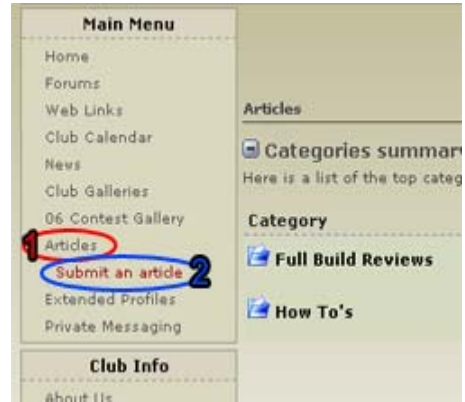 Main Menu
Home
Forums
Web Links
Club Calendar
News
Club Galleries
06 Contest Gallery
1 Articles
Submit an article 2
Extended Profiles
Private Messaging
Club Info
About Us
Articles
Categories summary
Here is a list of the top categ
Category
Full Build Reviews
How To's